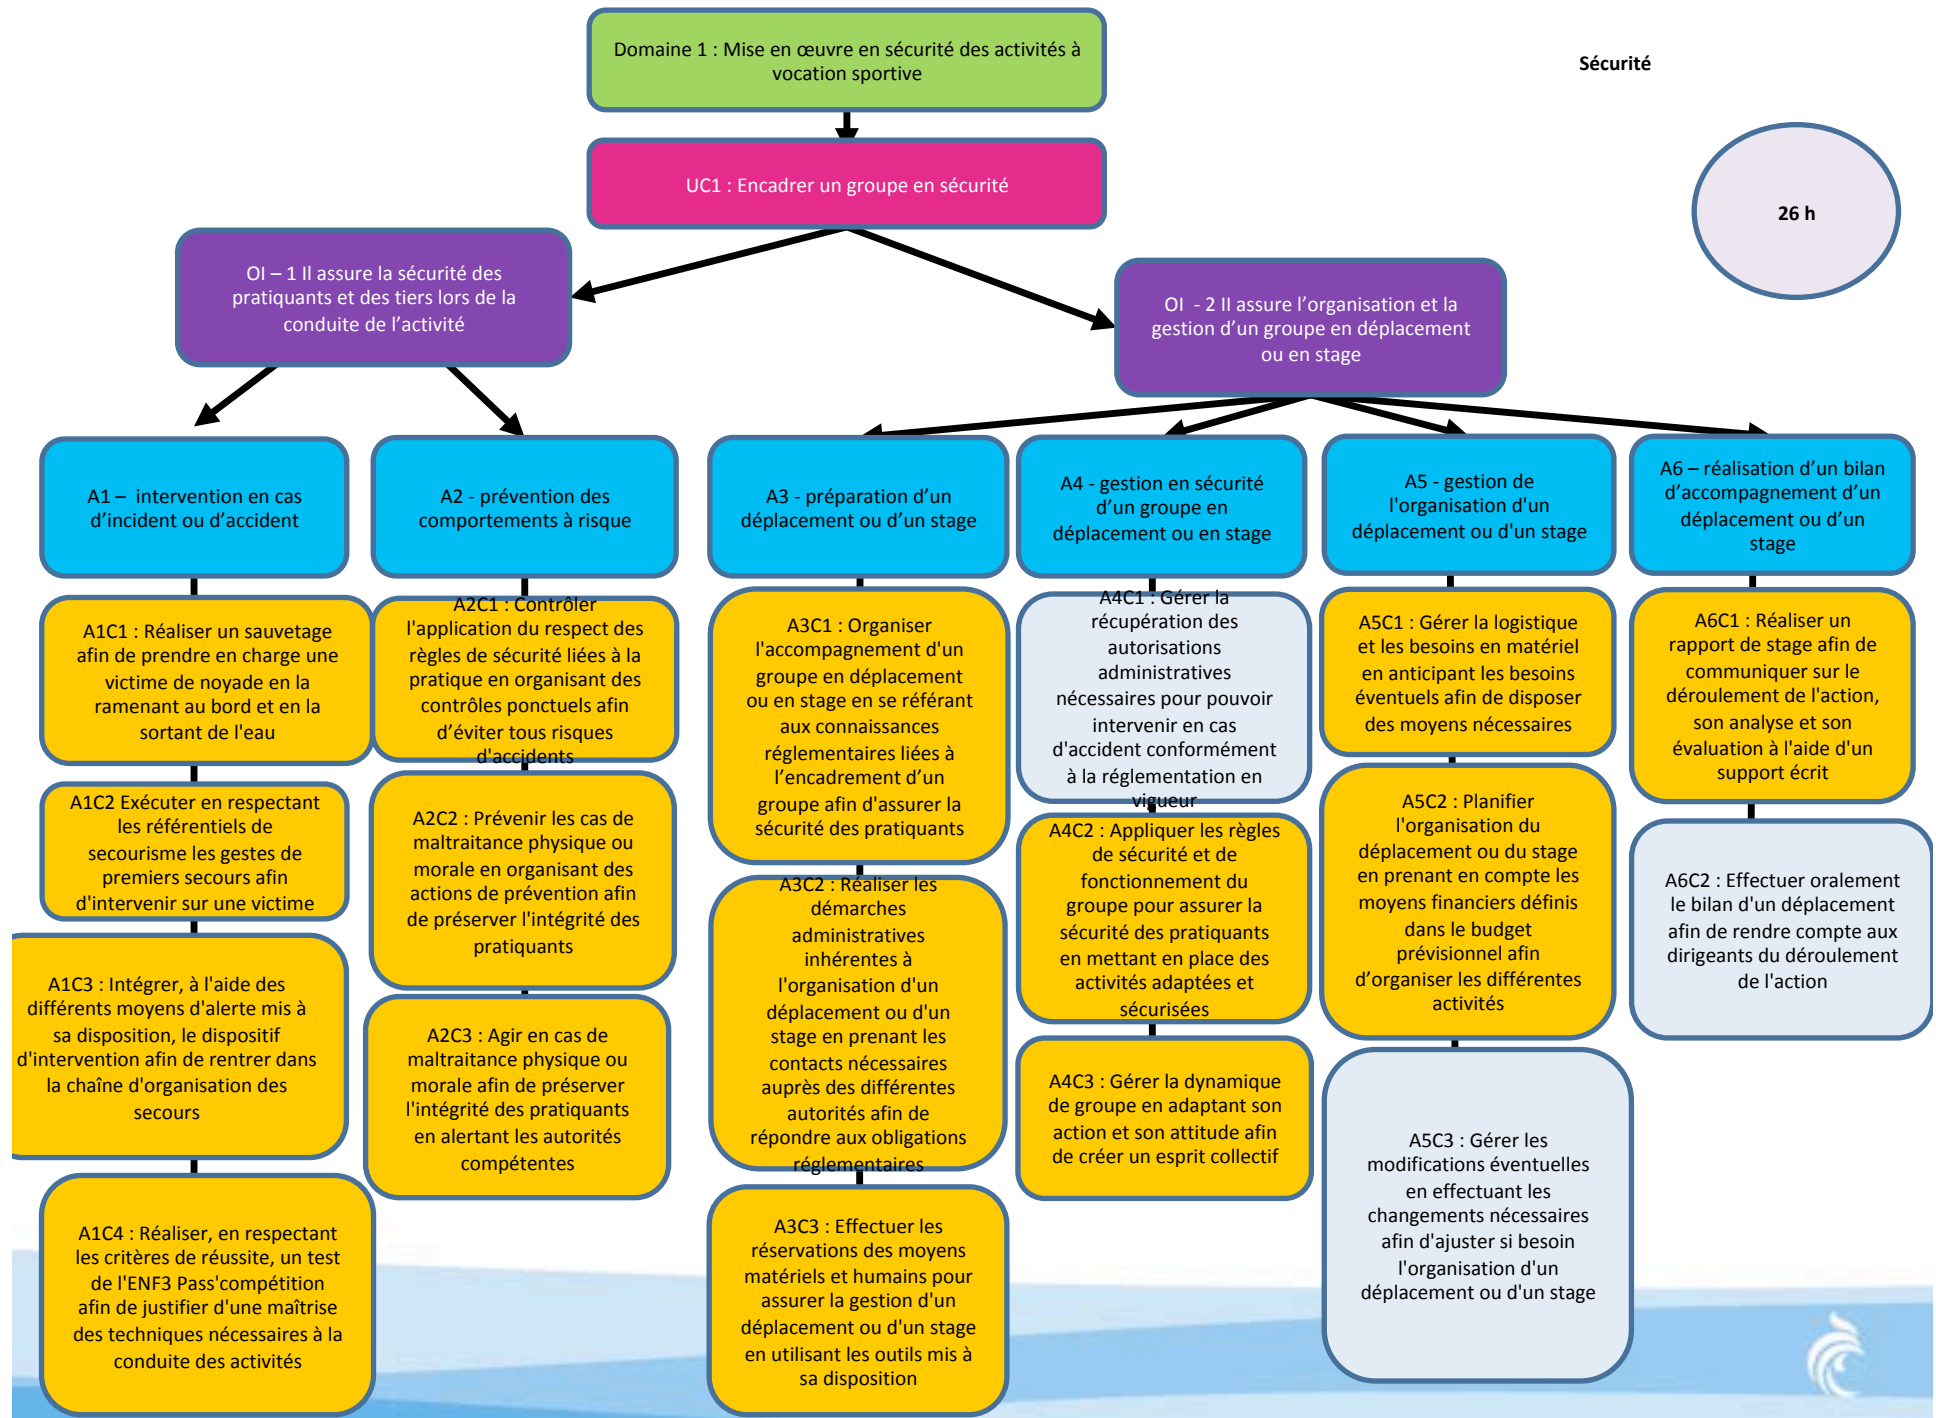 Domaine 1 : Mise en œuvre en sécurité des activités à
vocation sportive
Sécurité
UC1 : Encadrer un groupe en sécurité
26 h
OI – 1 Il assure la sécurité des
pratiquants et des tiers lors de la
conduite de l’activité
OI - 2 Il assure l’organisation et la
gestion d’un groupe en déplacement
ou en stage
A1 – intervention en cas
d’incident ou d’accident
A2 - prévention des
comportements à risque
A3 - préparation d’un
déplacement ou d’un stage
A4 - gestion en sécurité
d’un groupe en
déplacement ou en stage
A5 - gestion de
l'organisation d'un
déplacement ou d'un stage
A6 – réalisation d’un bilan
d’accompagnement d’un
déplacement ou d’un
stage
A1C1 : Réaliser un sauvetage
afin de prendre en charge une
victime de noyade en la
ramenant au bord et en la
sortant de l'eau
A1C2 Exécuter en respectant
les référentiels de
secourisme les gestes de
premiers secours afin
d'intervenir sur une victime
A1C3 : Intégrer, à l'aide des
différents moyens d'alerte mis à
sa disposition, le dispositif
d'intervention afin de rentrer dans
la chaîne d'organisation des
secours
A1C4 : Réaliser, en respectant
les critères de réussite, un test
de l'ENF3 Pass'compétition
afin de justifier d'une maîtrise
des techniques nécessaires à la
conduite des activités
A2C1 : Contrôler
l'application du respect des
règles de sécurité liées à la
pratique en organisant des
contrôles ponctuels afin
d’éviter tous risques
d'accidents
A2C2 : Prévenir les cas de
maltraitance physique ou
morale en organisant des
actions de prévention afin
de préserver l'intégrité des
pratiquants
A2C3 : Agir en cas de
maltraitance physique ou
morale afin de préserver
l'intégrité des pratiquants
en alertant les autorités
compétentes
A3C1 : Organiser
l'accompagnement d'un
groupe en déplacement
ou en stage en se référant
aux connaissances
réglementaires liées à
l’encadrement d’un
groupe afin d'assurer la
sécurité des pratiquants
A3C2 : Réaliser les
démarches
administratives
inhérentes à
l'organisation d'un
déplacement ou d'un
stage en prenant les
contacts nécessaires
auprès des différentes
autorités afin de
répondre aux obligations
réglementaires
A3C3 : Effectuer les
réservations des moyens
matériels et humains pour
assurer la gestion d'un
déplacement ou d'un stage
en utilisant les outils mis à
sa disposition
A4C1 : Gérer la
récupération des
autorisations
administratives
nécessaires pour pouvoir
intervenir en cas
d'accident conformément
à la réglementation en
vigueur
A4C2 : Appliquer les règles
de sécurité et de
fonctionnement du
groupe pour assurer la
sécurité des pratiquants
en mettant en place des
activités adaptées et
sécurisées
A4C3 : Gérer la dynamique
de groupe en adaptant son
action et son attitude afin
de créer un esprit collectif
A5C1 : Gérer la logistique
et les besoins en matériel
en anticipant les besoins
éventuels afin de disposer
des moyens nécessaires
A5C2 : Planifier
l'organisation du
déplacement ou du stage
en prenant en compte les
moyens financiers définis
dans le budget
prévisionnel afin
d’organiser les différentes
activités
A5C3 : Gérer les
modifications éventuelles
en effectuant les
changements nécessaires
afin d'ajuster si besoin
l'organisation d'un
déplacement ou d'un stage
A6C1 : Réaliser un
rapport de stage afin de
communiquer sur le
déroulement de l'action,
son analyse et son
évaluation à l'aide d'un
support écrit
A6C2 : Effectuer oralement
le bilan d'un déplacement
afin de rendre compte aux
dirigeants du déroulement
de l'action